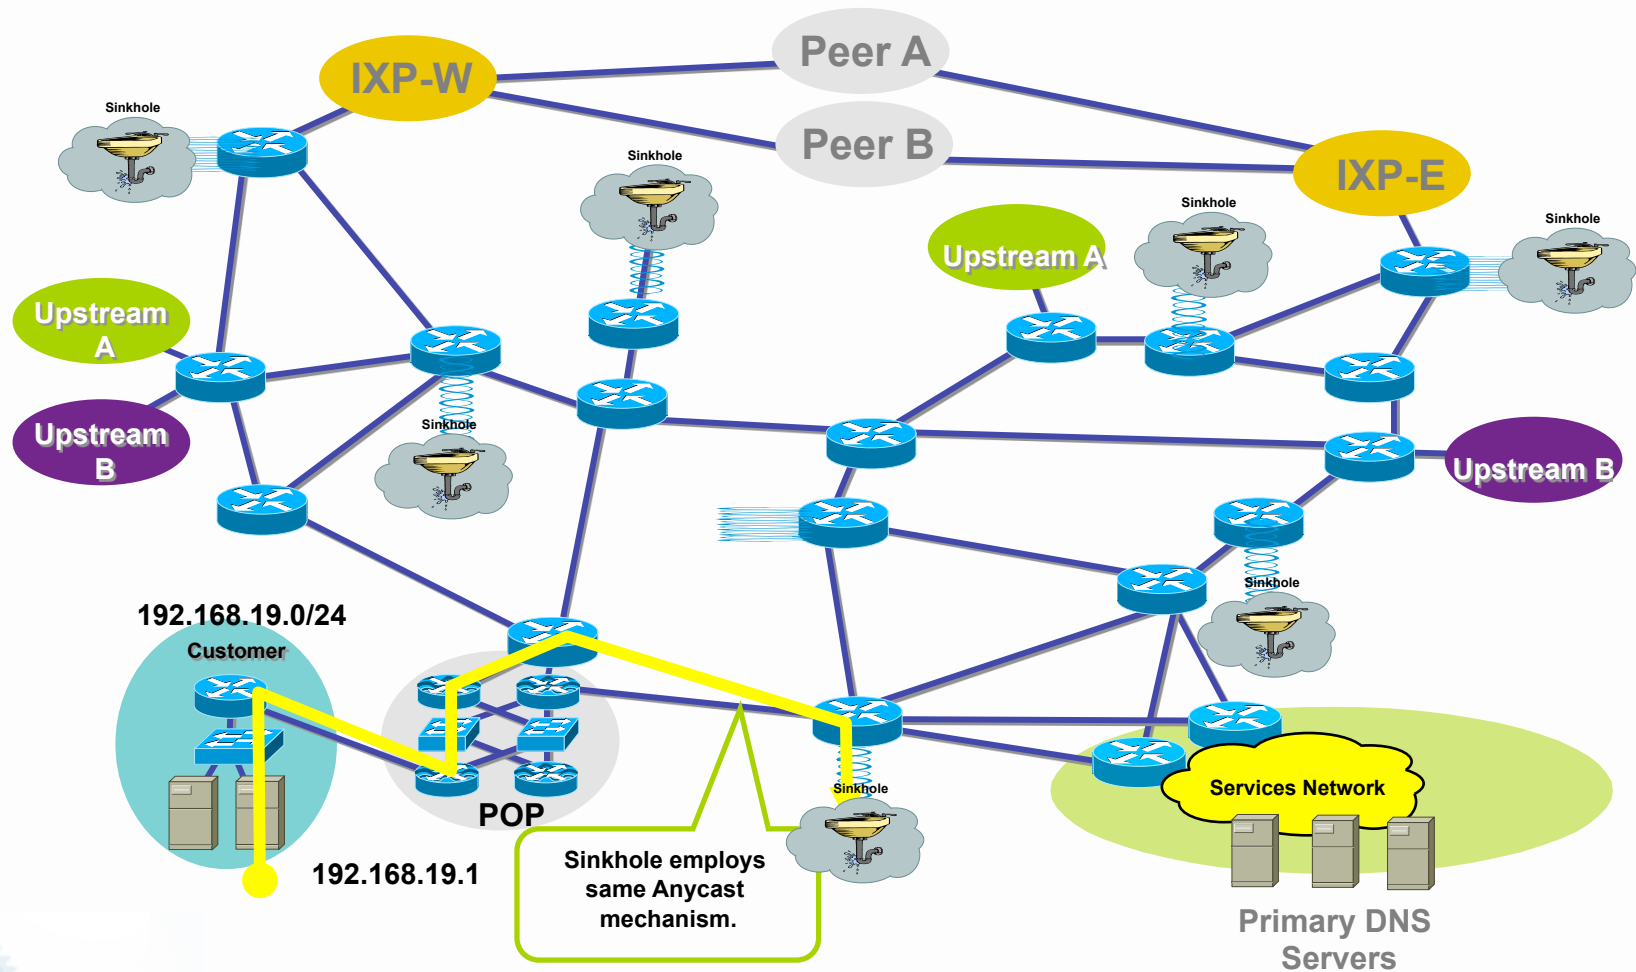 Peer A
IXP-W
Sinkhole
Peer B
Sinkhole
IXP-E
Sinkhole
Sinkhole
Upstream A
Upstream
A
Upstream
B
Sinkhole
Upstream B
Sinkhole
192.168.19.0/24
Customer
POP
192.168.19.1
Sinkhole
Sinkhole employs
same Anycast
mechanism.
Services Network
Primary DNS
Servers